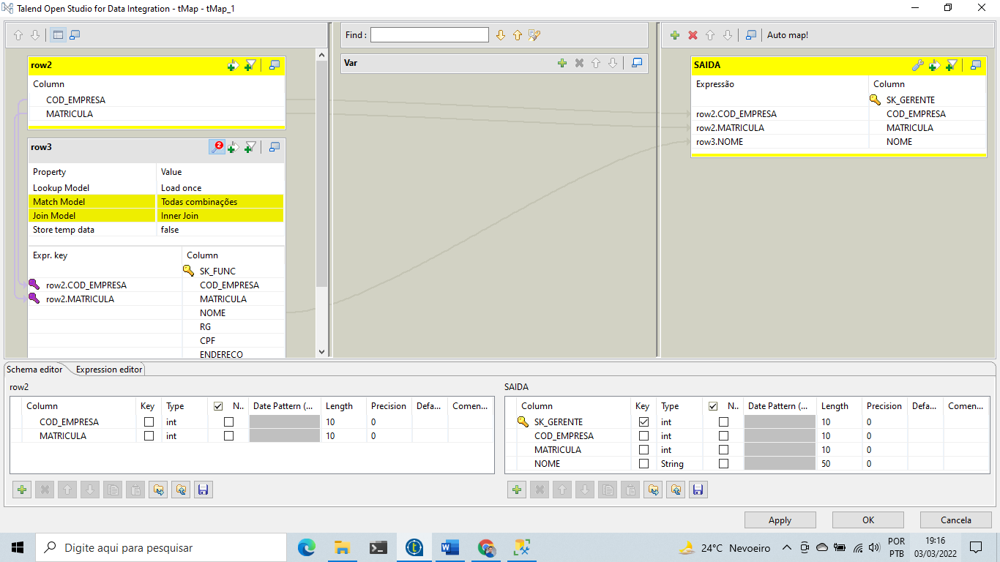 Talend Open Studio for Data Integration - tMap - tMap_1
Find :
Auto map!
row2
Column
COD_EMPRESA
MATRICULA
row3
2
Property Value
Lookup Model Load once
Match Model Todas combinações
Join Model Inner Join
Store temp data false
Expr. key Column
SK_FUNC
row2.COD_EMPRESA COD_EMPRESA
row2.MATRICULA MATRICULA
NOME
RG
CPF
ENDERECO
Var
SAIDA
Expressão Column
SK_GERENTE
row2.COD_EMPRESA COD_EMPRESA
row2.MATRICULA MATRICULA
row3.NOME NOME
Schema editor Expression editor
row2
Column Key Type N.. Date Pattern (... Length Precision Defa... Comen...
COD_EMPRESA int 10 0
MATRICULA int 10 0
SAIDA
Column Key Type N.. Date Pattern (... Length Precision Defa... Comen...
SK_GERENTE int 10 0
COD_EMPRESA int 10 0
MATRICULA int 10 0
NOME String 50 0
Apply OK Cancela
Digite aqui para pesquisar
24°C Nevoeiro
POR
PTB
19:16
03/03/2022